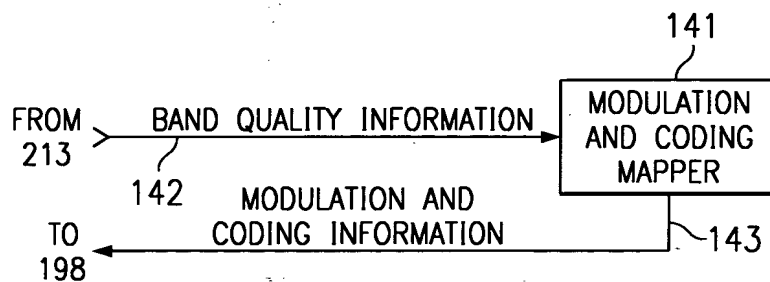 141
FROM
213
BAND QUALITY INFORMATION
142
MODULATION
AND CODING
MAPPER
MODULATION AND
CODING INFORMATION
143
TO
198